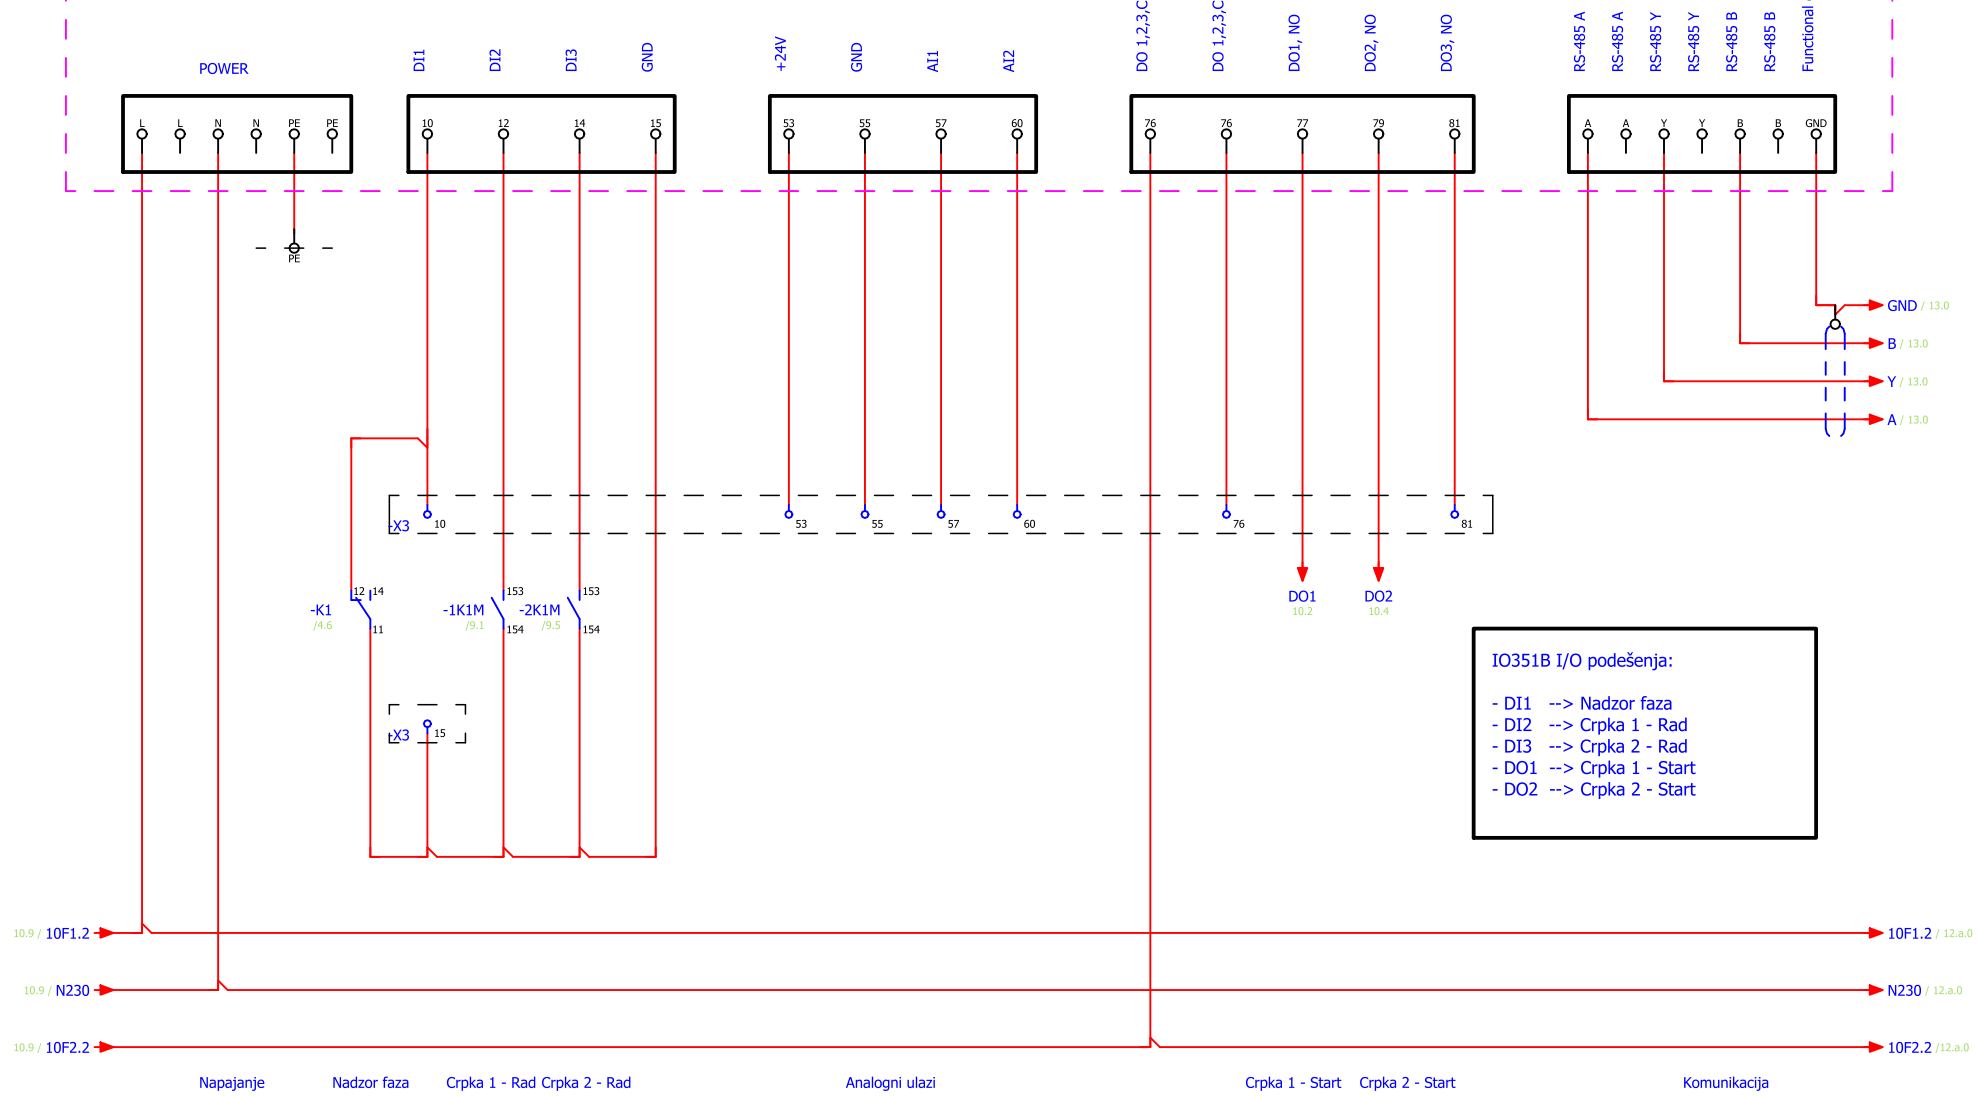 POWER
DI1
DI2
DI3
GND
+24V
GND
AI1
AI2
DO 1,2,3,C
DO 1,2,3,C
DO1, NO
DO2, NO
DO3, NO
RS-485 A
RS-485 A
RS-485 Y
RS-485 Y
RS-485 B
RS-485 B
Functional
L L N N PE PE
10 12 14 15
53 55 57 60
76 76 77 79 81
A A Y Y B B GND
PE
GND / 13.0
B / 13.0
Y / 13.0
A / 13.0
-X3 10 53 55 57 60 76 81
12 14
-K1
/4.6
11
153
-1K1M
/9.1
154
153
-2K1M
/9.5
154
DO1
10.2
DO2
10.4
IO351B I/O podešenja:
- DI1 --> Nadzor faza
- DI2 --> Crpka 1 - Rad
- DI3 --> Crpka 2 - Rad
- DO1 --> Crpka 1 - Start
- DO2 --> Crpka 2 - Start
-X3 15
10.9 / 10F1.2
10F1.2 / 12.a.0
10.9 / N230
N230 / 12.a.0
10.9 / 10F2.2
10F2.2 /12.a.0
Napajanje
Nadzor faza
Crpka 1 - Rad
Crpka 2 - Rad
Analogni ulazi
Crpka 1 - Start
Crpka 2 - Start
Komunikacija